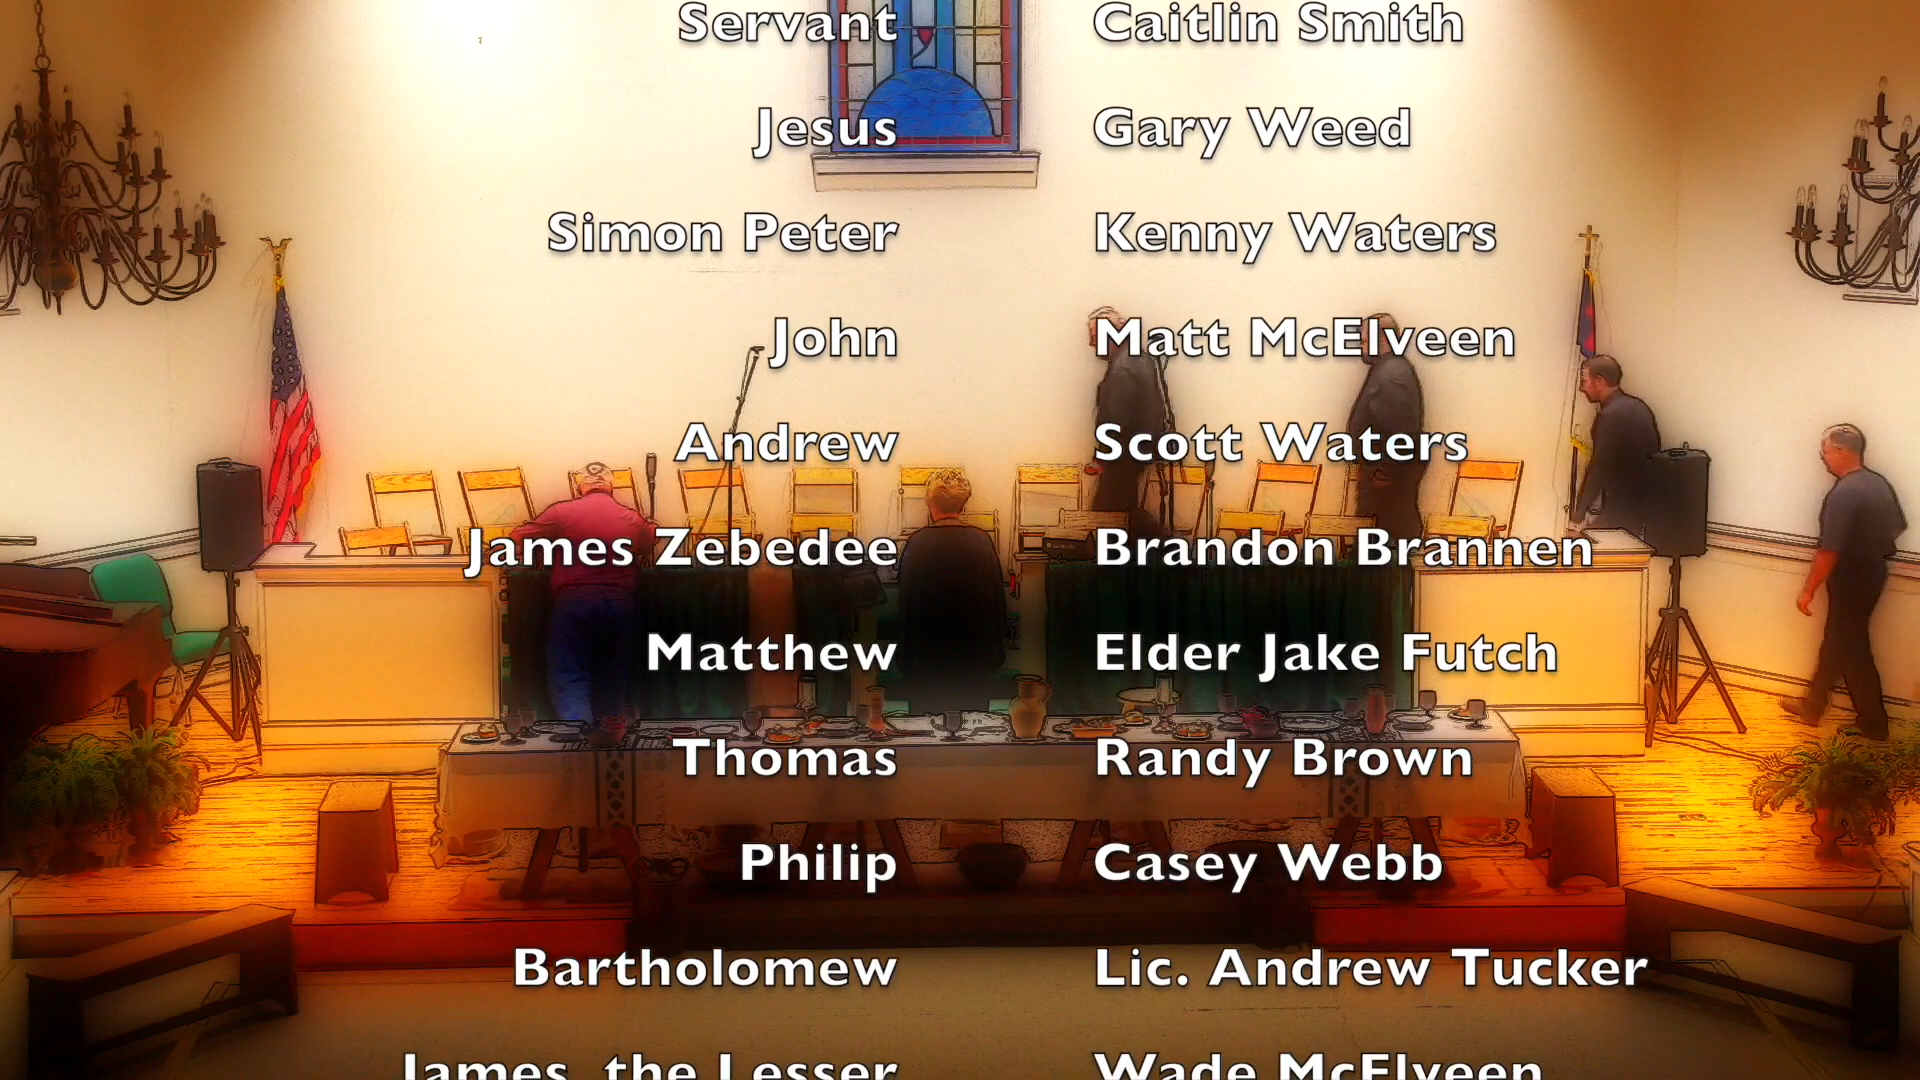 Servant Caitlin Smith
Jesus Gary Weed
Simon Peter Kenny Waters
John Matt McElveen
Andrew Scott Waters
James Zebedee Brandon Brannen
Matthew Elder Jake Futch
Thomas Randy Brown
Philip Casey Webb
Bartholomew Lic. Andrew Tucker
James, the Lesser Wade McElveen